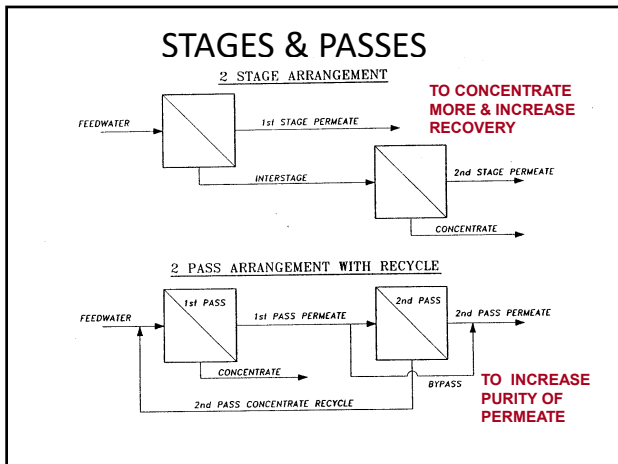 STAGES & PASSES
2 STAGE ARRANGEMENT
TO CONCENTRATE
MORE & INCREASE
RECOVERY
FEEDWATER
1st STAGE PERMEATE
INTERSTAGE
2nd STAGE PERMEATE
CONCENTRATE
2 PASS ARRANGEMENT WITH RECYCLE
FEEDWATER
1st PASS
1st PASS PERMEATE
2nd PASS
2nd PASS PERMEATE
CONCENTRATE
BYPASS
2nd PASS CONCENTRATE RECYCLE
TO INCREASE
PURITY OF
PERMEATE